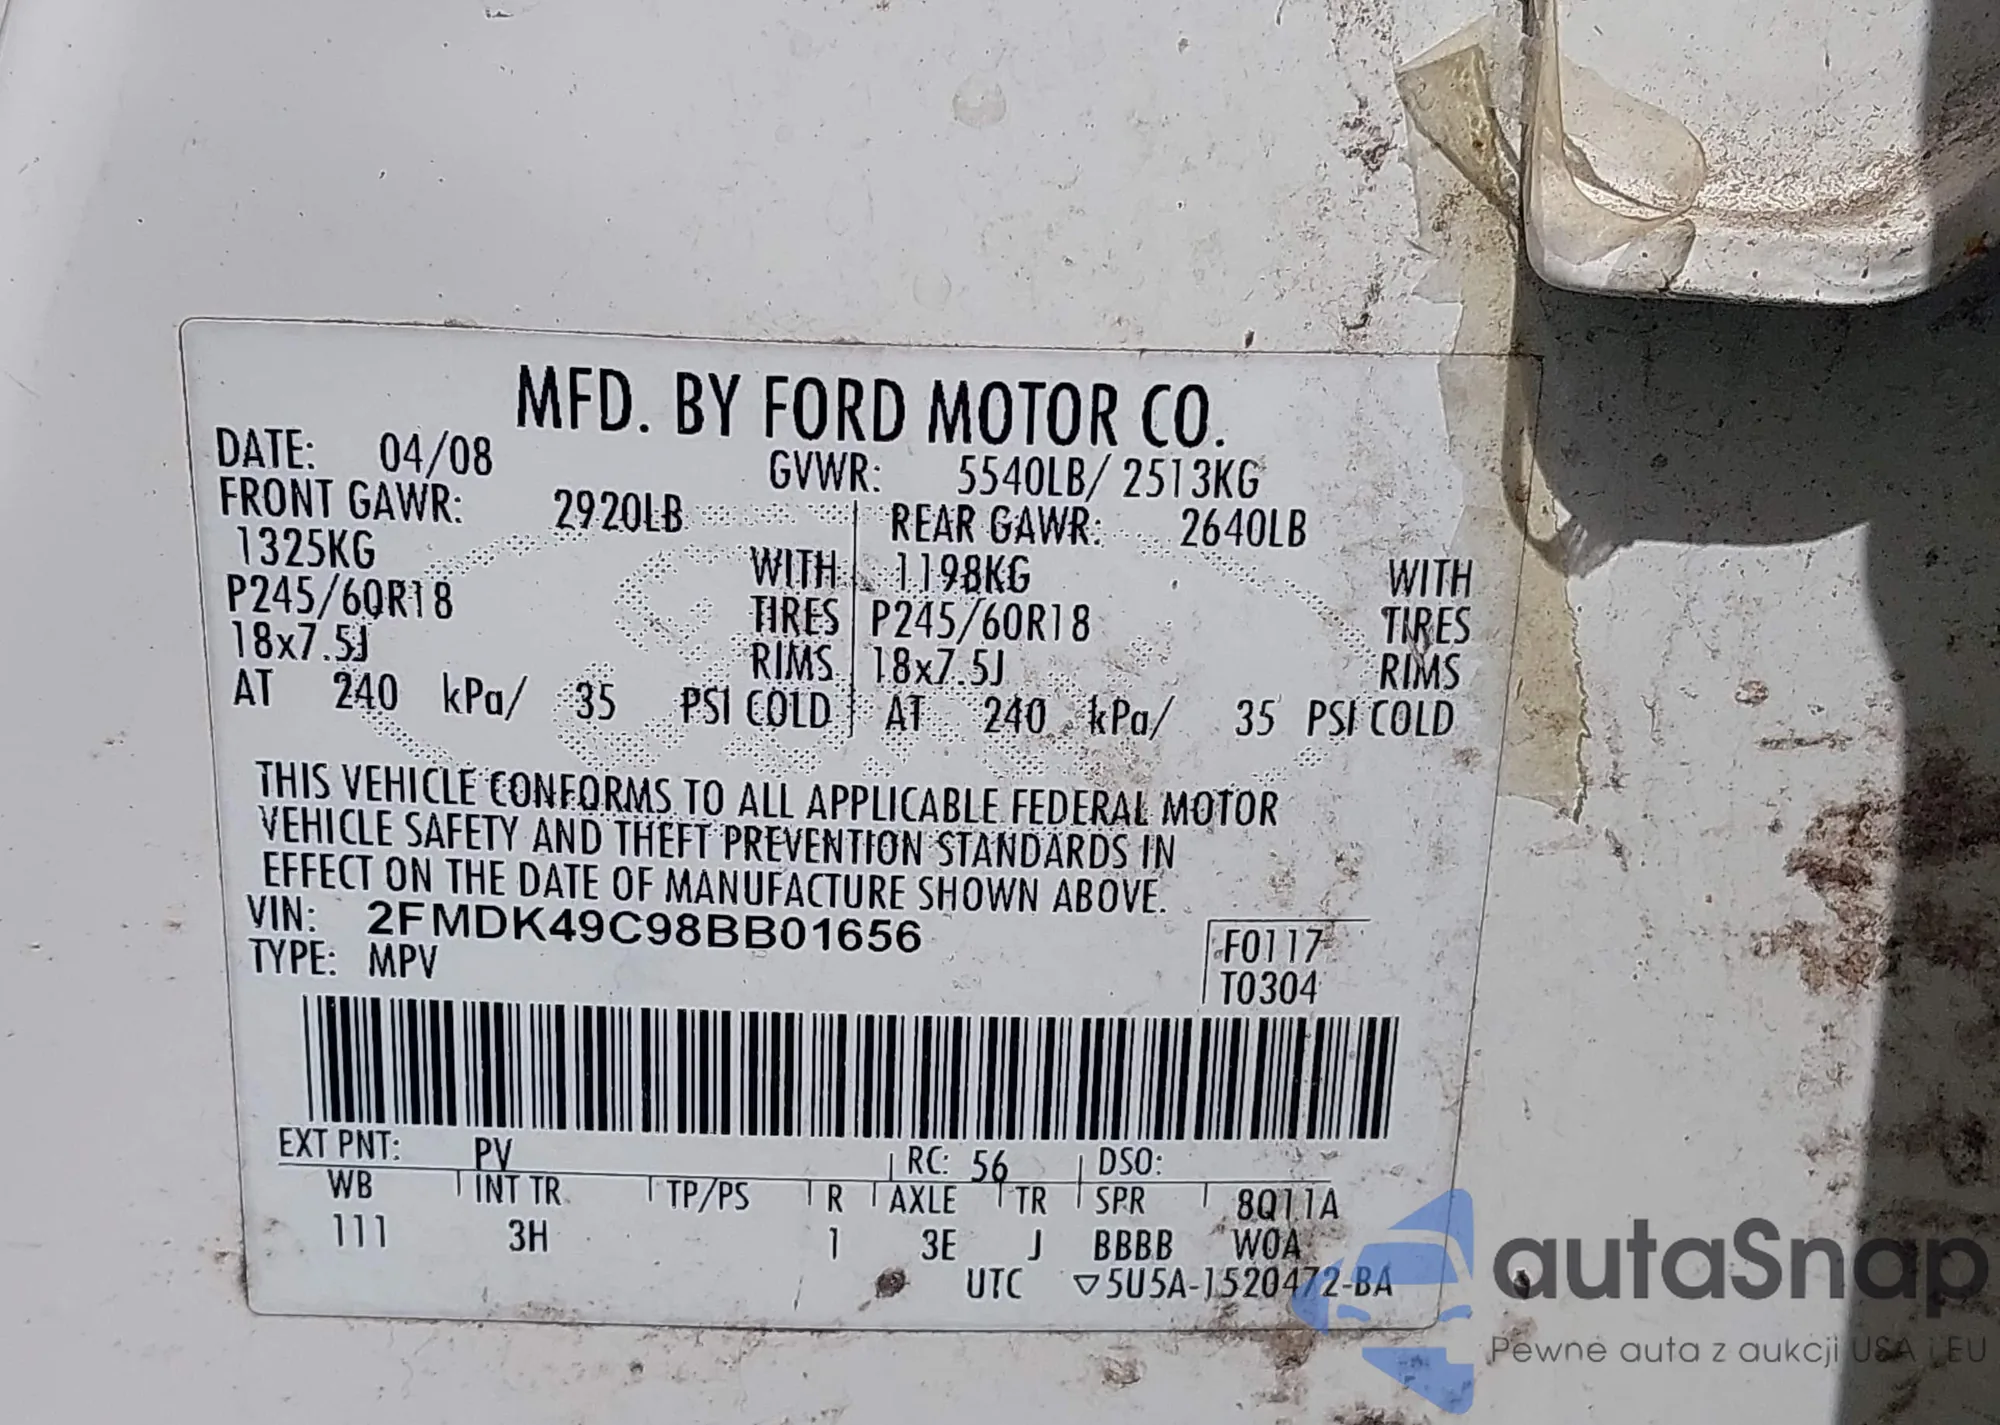 MFD. BY FORD MOTOR CO.
DATE: 04/08 GVWR: 5540LB/ 2513KG
FRONT GAWR: 2920LB REAR GAWR: 2640LB
1325KG WITH 1198KG WITH
P245/60R18 TIRES P245/60R18 TIRES
18x7.5J RIMS 18x7.5J RIMS
AT 240 kPa/ 35 PSI COLD AT 240 kPa/ 35 PSI COLD
THIS VEHICLE CONFORMS TO ALL APPLICABLE FEDERAL MOTOR
VEHICLE SAFETY AND THEFT PREVENTION STANDARDS IN
EFFECT ON THE DATE OF MANUFACTURE SHOWN ABOVE.
VIN: 2FMDK49C98BB01656 F0117
TYPE: MPV T0304
EXT PNT: PV RC: 56 DSO:
WB INT TR TP/PS R AXLE TR SPR 8Q11A
111 3H 1 3E J BBBB W0A
UTC ▽5U5A-1520472-BA
autaSnap
Pewne auta z aukcji USA i EU